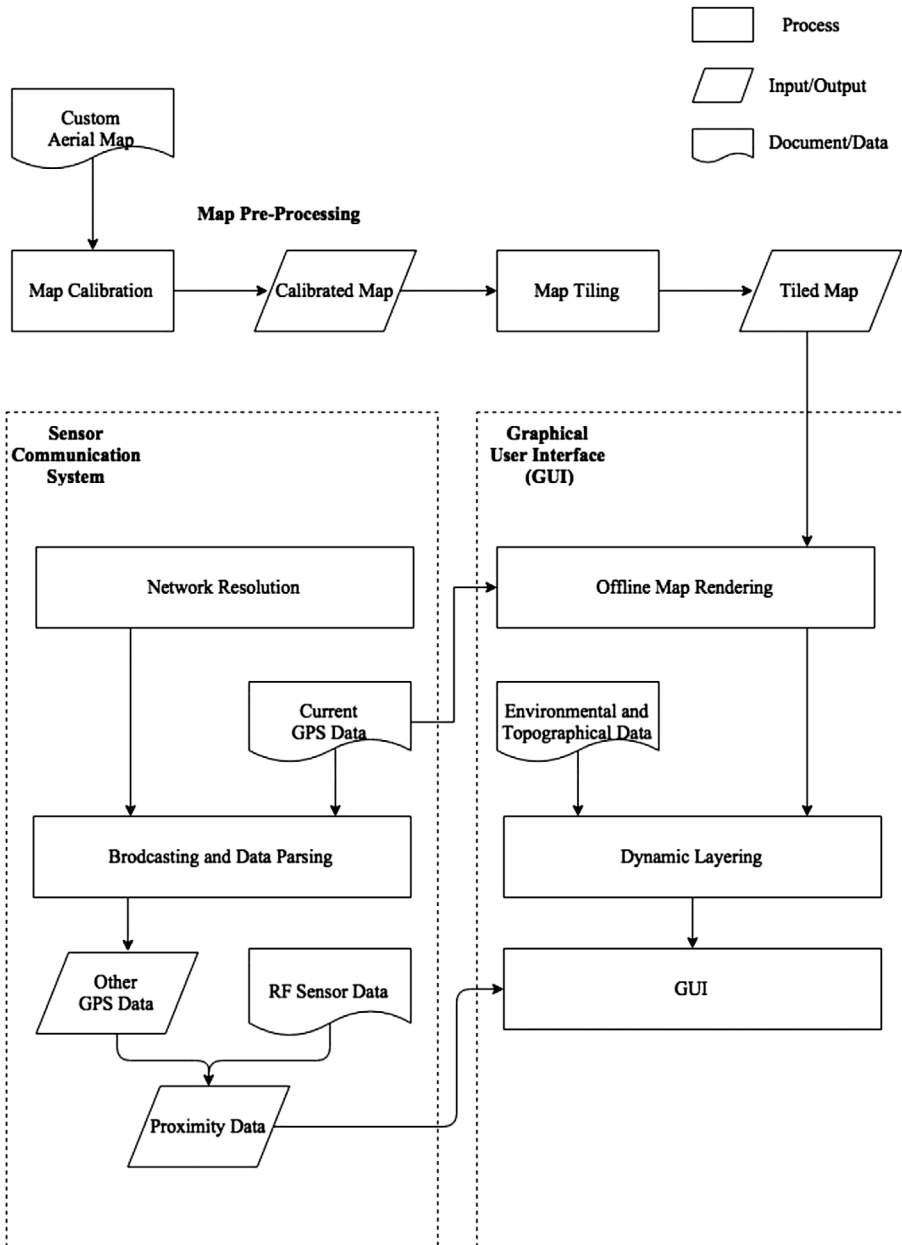 Process
Input/Output
Document/Data
Custom
Aerial Map
Map Pre-Processing
Map Calibration
Calibrated Map
Map Tiling
Tiled Map
Sensor
Communication
System
Network Resolution
Current
GPS Data
Brodcasting and Data Parsing
Other
GPS Data
RF Sensor Data
Proximity Data
Graphical
User Interface
(GUI)
Offline Map Rendering
Environmental and
Topographical Data
Dynamic Layering
GUI